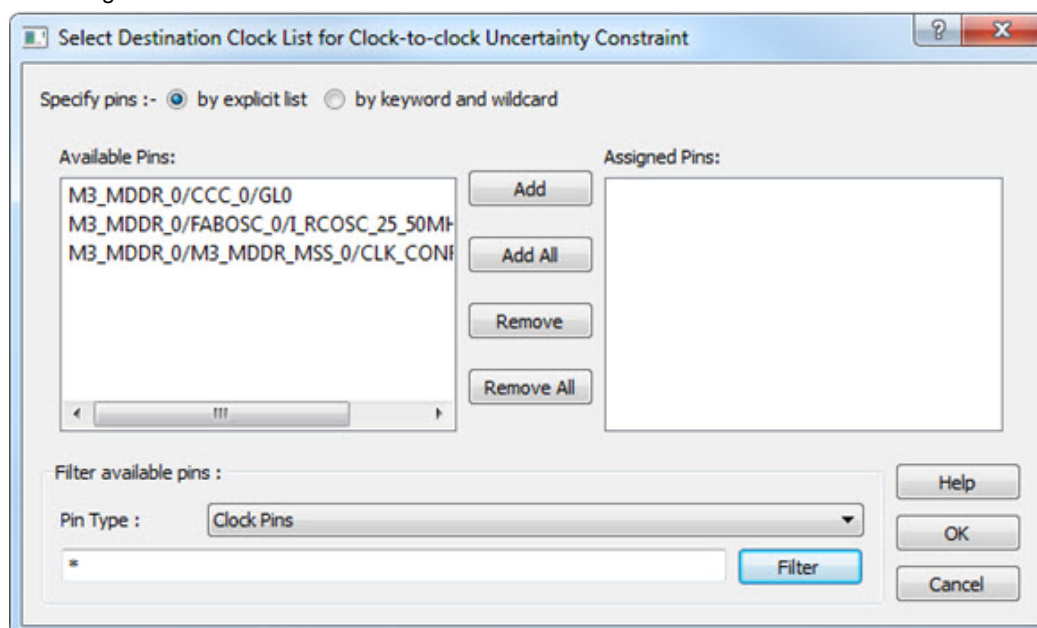 Select Destination Clock List for Clock-to-clock Uncertainty Constraint
Specify pins :- by explicit list by keyword and wildcard
Available Pins:
Assigned Pins:
M3_MDDR_0/CCC_0/GL0
M3_MDDR_0/FABOSC_0/I_RCOSC_25_50MH
M3_MDDR_0/M3_MDDR_MSS_0/CLK_CONF
Add
Add All
Remove
Remove All
Filter available pins :
Pin Type : Clock Pins
*
Filter
Help
OK
Cancel